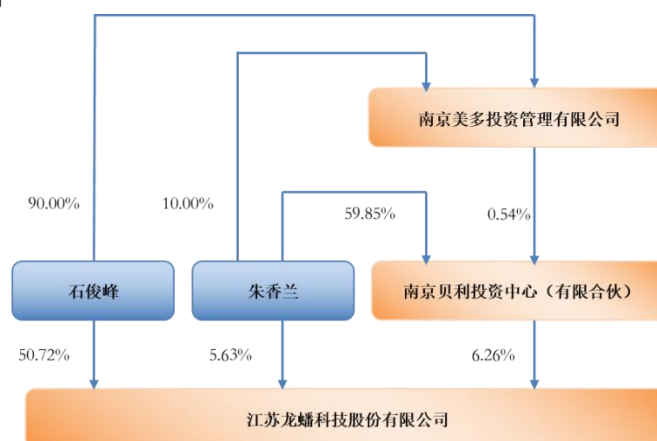 南京美多投资管理有限公司
90.00%
10.00%
59.85%
0.54%
石俊峰
朱香兰
南京贝利投资中心（有限合伙）
50.72%
5.63%
6.26%
江苏龙蟠科技股份有限公司